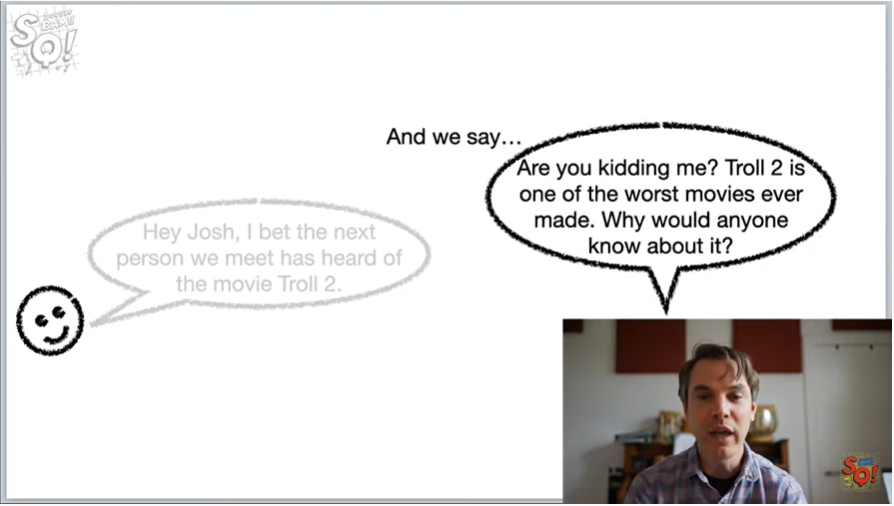 SQ!
And we say…
Are you kidding me? Troll 2 is
one of the worst movies ever
made. Why would anyone
know about it?
Hey Josh, I bet the next
person we meet has heard of
the movie Troll 2.
SQ!